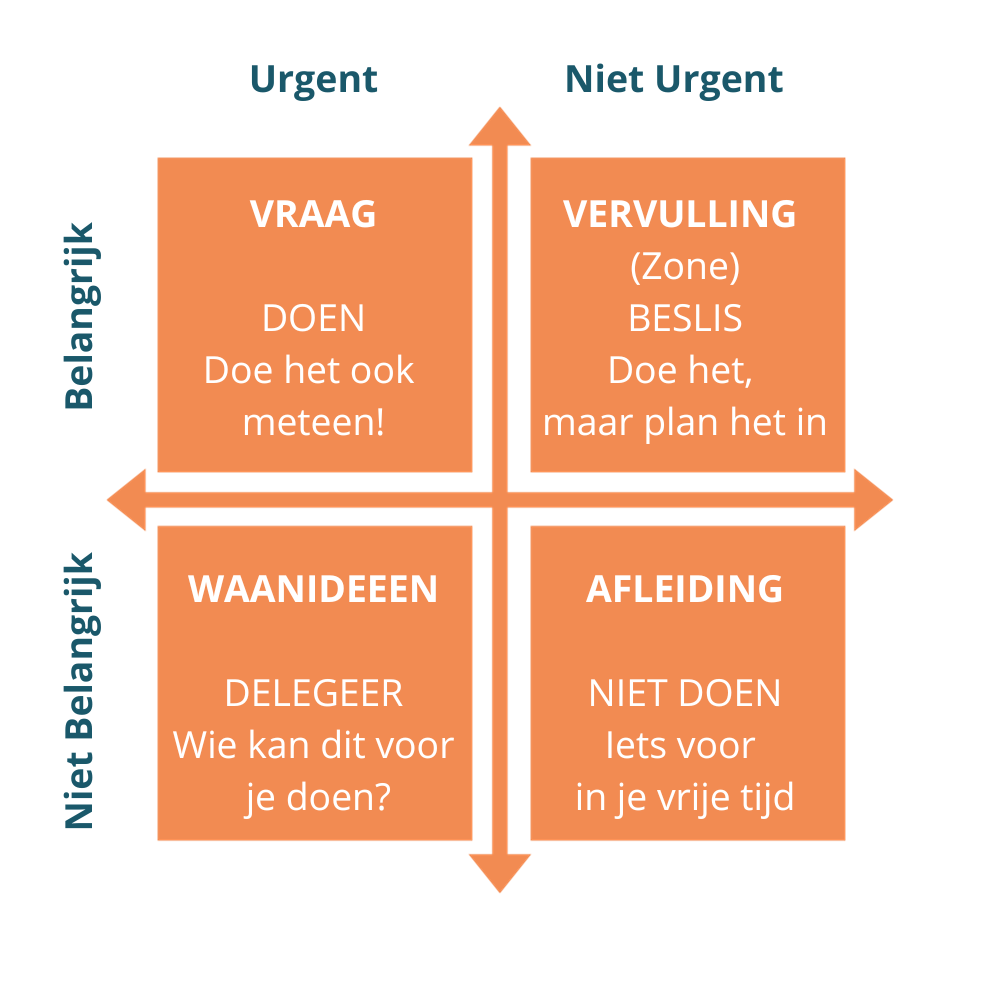 Urgent
Niet Urgent
Belangrijk
VRAAG
DOEN
Doe het ook
meteen!
VERVULLING
(Zone)
BESLIS
Doe het,
maar plan het in
Niet Belangrijk
WAANIDEEEN
DELEGEER
Wie kan dit voor
je doen?
AFLEIDING
NIET DOEN
Iets voor
in je vrije tijd